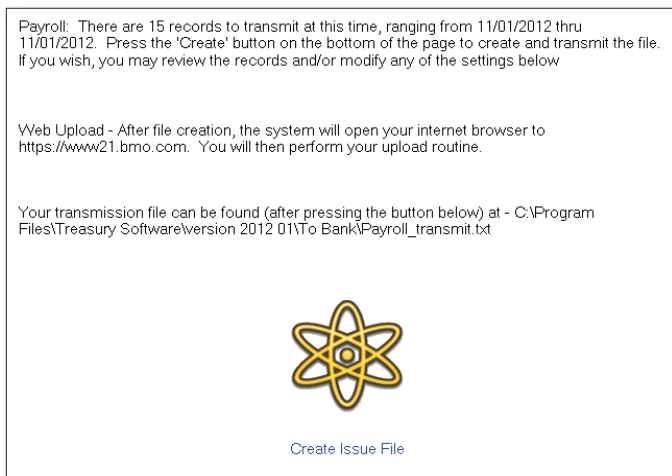 Payroll:  There are 15 records to transmit at this time, ranging from 11/01/2012 thru
11/01/2012.  Press the 'Create' button on the bottom of the page to create and transmit the file.
If you wish, you may review the records and/or modify any of the settings below
Web Upload - After file creation, the system will open your internet browser to
https://www21.bmo.com.  You will then perform your upload routine.
Your transmission file can be found (after pressing the button below) at - C:\Program
Files\Treasury Software\version 2012 01\To Bank\Payroll_transmit.txt
Create Issue File